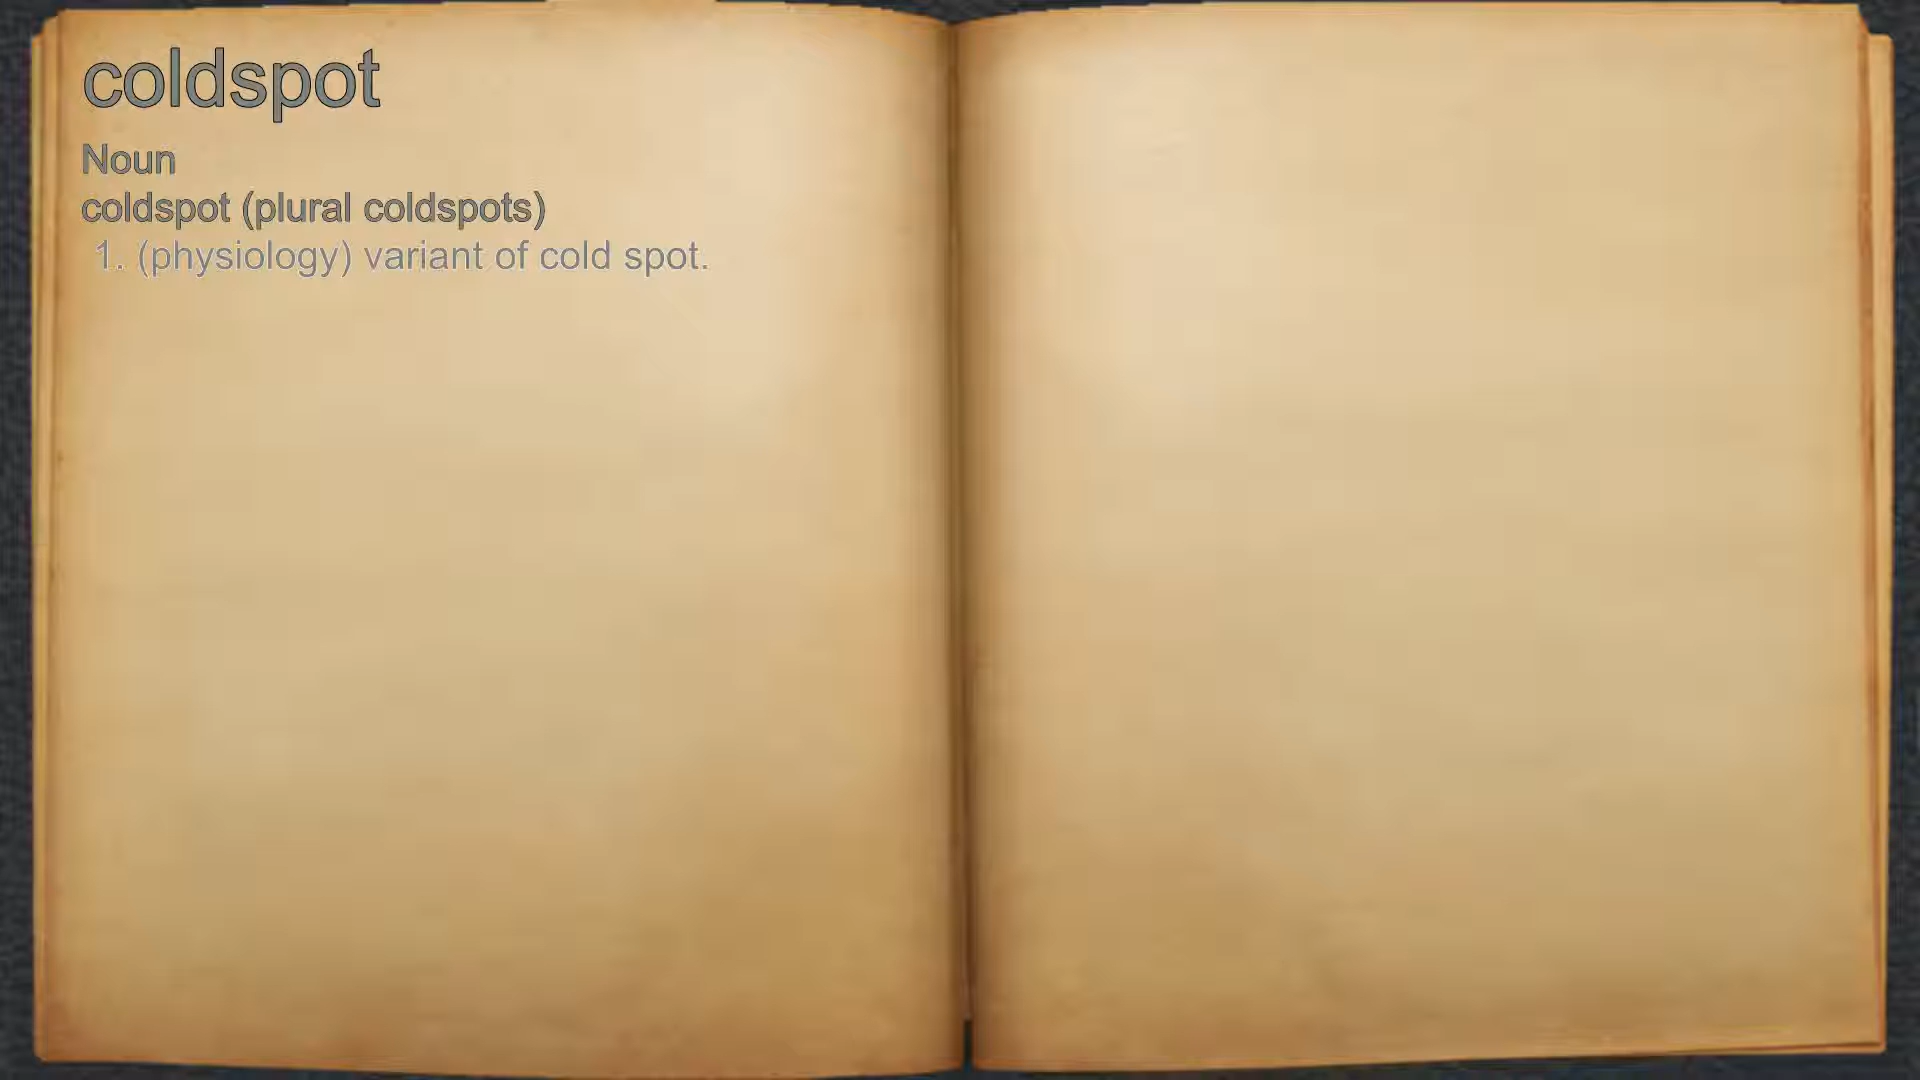 coldspot
Noun
coldspot (plural coldspots)
1. (physiology) variant of cold spot.